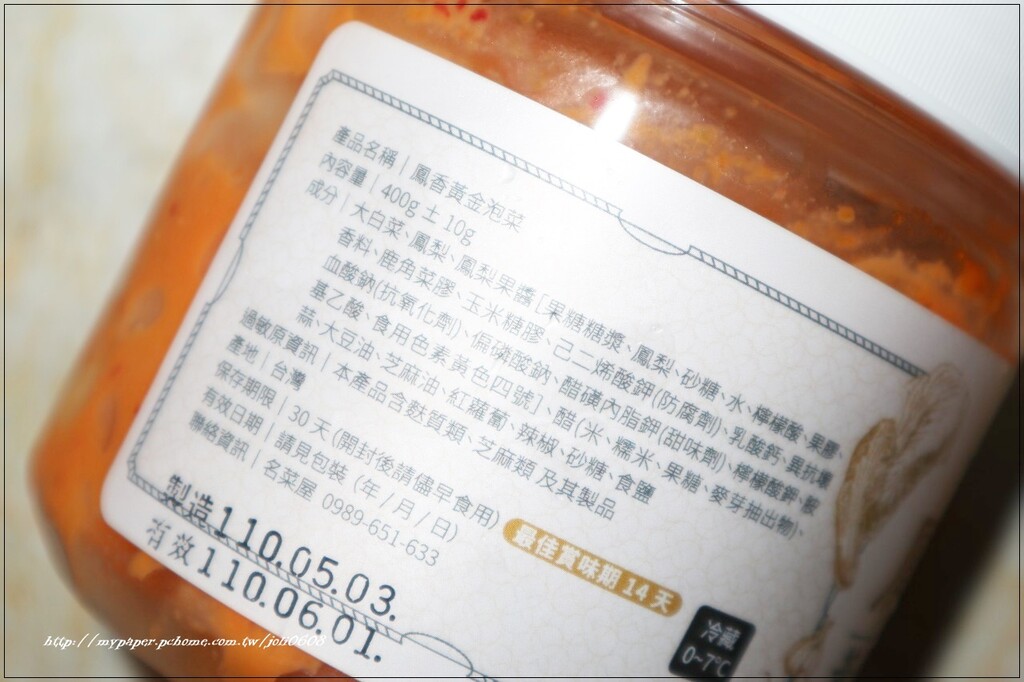 產品名稱｜鳳香黃金泡菜
內容量｜400g ± 10g
成分｜大白菜、鳳梨、鳳梨果醬[果糖糖漿、鳳梨、砂糖、水、檸檬酸、果膠、
香料、鹿角菜膠、玉米糖膠、己二烯酸鉀(防腐劑)、乳酸鈣、異抗壞
血酸鈉(抗氧化劑)、偏磷酸鈉、醋磺內脂鉀(甜味劑)、檸檬酸鉀、胺
基乙酸、食用色素黃色四號]、醋(米、糯米、果糖、麥芽抽出物)、
蒜、大豆油、芝麻油、紅蘿蔔、辣椒、砂糖、食鹽
過敏原資訊｜本產品含麩質類、芝麻類及其製品
產地｜台灣
保存期限｜30天(開封後請儘早食用)
有效日期｜請見包裝 (年/月/日)
聯絡資訊｜名菜屋 0989-651-633
最佳賞味期14天
冷藏
0~7°C
製造110.05.03.
有效110.06.01.
http://mypaper.pchome.com.tw/joli0608